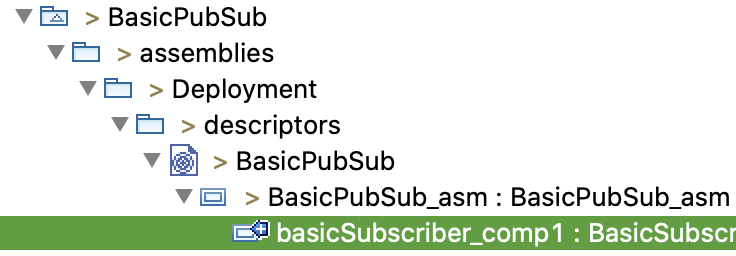 > BasicPubSub
> assemblies
> Deployment
> descriptors
> BasicPubSub
> BasicPubSub_asm : BasicPubSub_asm
basicSubscriber_comp1 : BasicSubscr